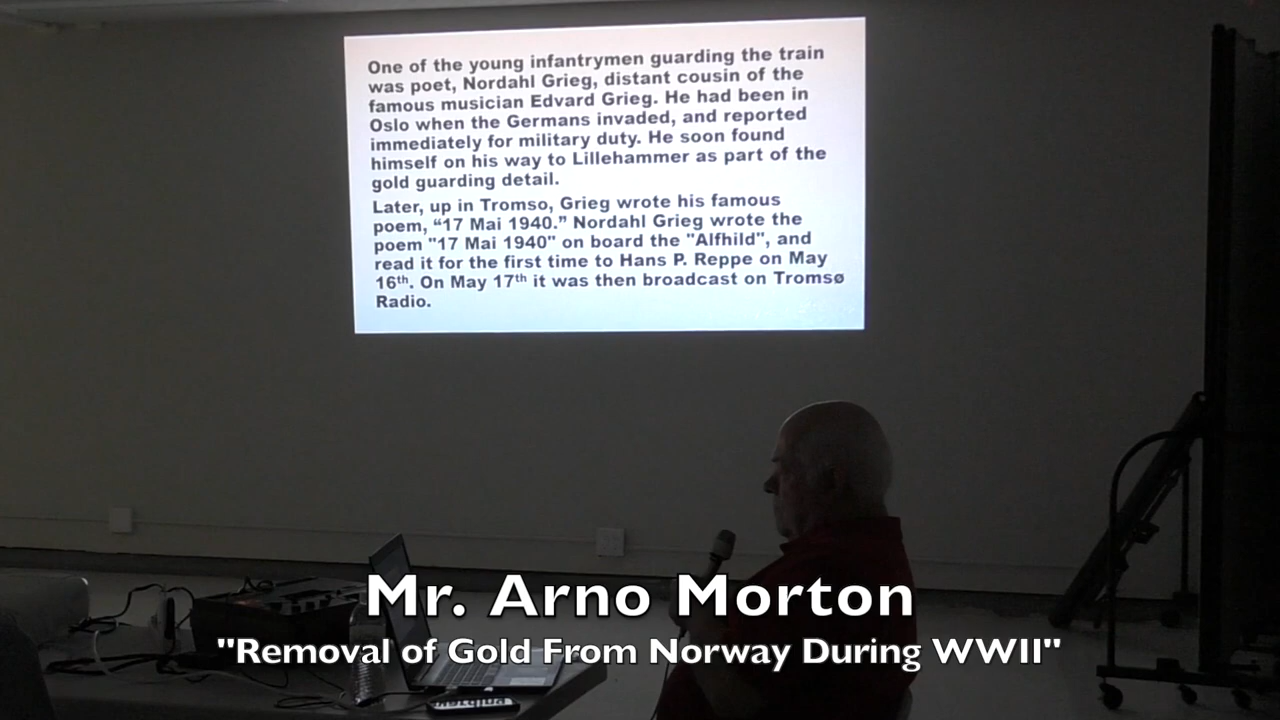 One of the young infantrymen guarding the train
was poet, Nordahl Grieg, distant cousin of the
famous musician Edvard Grieg. He had been in
Oslo when the Germans invaded, and reported
immediately for military duty. He soon found
himself on his way to Lillehammer as part of the
gold guarding detail.
Later, up in Tromso, Grieg wrote his famous
poem, “17 Mai 1940.” Nordahl Grieg wrote the
poem "17 Mai 1940" on board the "Alfhild", and
read it for the first time to Hans P. Reppe on May
16th. On May 17th it was then broadcast on Tromsø
Radio.
Mr. Arno Morton
"Removal of Gold From Norway During WWII"